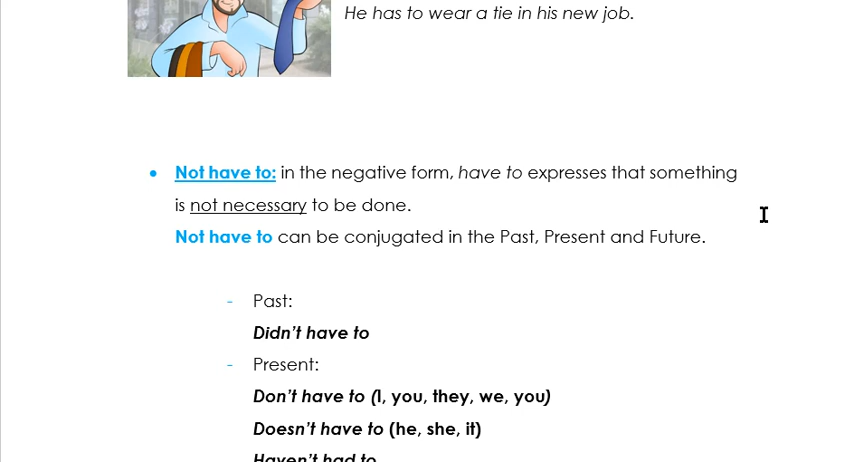 He has to wear a tie in his new job.
• Not have to: in the negative form, have to expresses that something
is not necessary to be done.
Not have to can be conjugated in the Past, Present and Future.
- Past:
Didn't have to
- Present:
Don't have to (I, you, they, we, you)
Doesn't have to (he, she, it)
Haven't had to